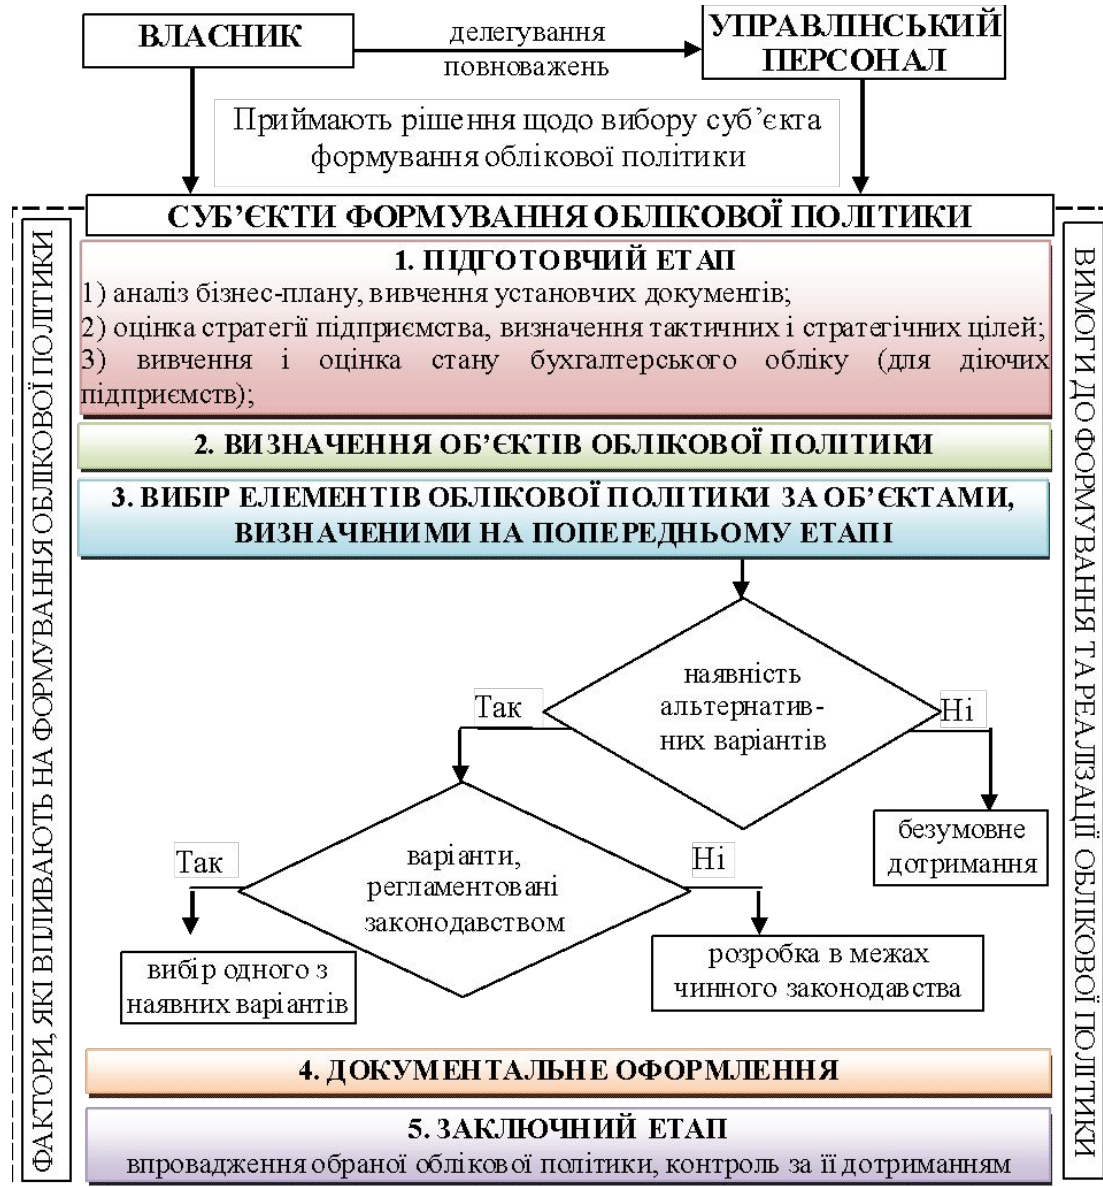 ВЛАСНИК
делегування
повноважень
УПРАВЛІНСЬКИЙ
ПЕРСОНАЛ
Приймають рішення щодо вибору суб’єкта
формування облікової політики
СУБ’ЄКТИ ФОРМУВАННЯ ОБЛІКОВОЇ ПОЛІТИКИ
ФАКТОРИ, ЯКІ ВПЛИВАЮТЬ НА ФОРМУВАННЯ ОБЛІКОВОЇ ПОЛІТИКИ
1. ПІДГОТОВЧИЙ ЕТАП
1) аналіз бізнес-плану, вивчення установчих документів;
2) оцінка стратегії підприємства, визначення тактичних і стратегічних цілей;
3) вивчення і оцінка стану бухгалтерського обліку (для діючих
підприємств);
2. ВИЗНАЧЕННЯ ОБ’ЄКТІВ ОБЛІКОВОЇ ПОЛІТИКИ
3. ВИБІР ЕЛЕМЕНТІВ ОБЛІКОВОЇ ПОЛІТИКИ ЗА ОБ’ЄКТАМИ,
ВИЗНАЧЕНИМИ НА ПОПЕРЕДНЬОМУ ЕТАПІ
наявність
альтернатив-
них варіантів
Так
Ні
безумовне
дотримання
варіанти,
регламентовані
законодавством
Так
Ні
вибір одного з
наявних варіантів
розробка в межах
чинного законодавства
4. ДОКУМЕНТАЛЬНЕ ОФОРМЛЕННЯ
5. ЗАКЛЮЧНИЙ ЕТАП
впровадження обраної облікової політики, контроль за її дотриманням
ВИМОГИ ДО ФОРМУВАННЯ ТА РЕАЛІЗАЦІЇ ОБЛІКОВОЇ ПОЛІТИКИ